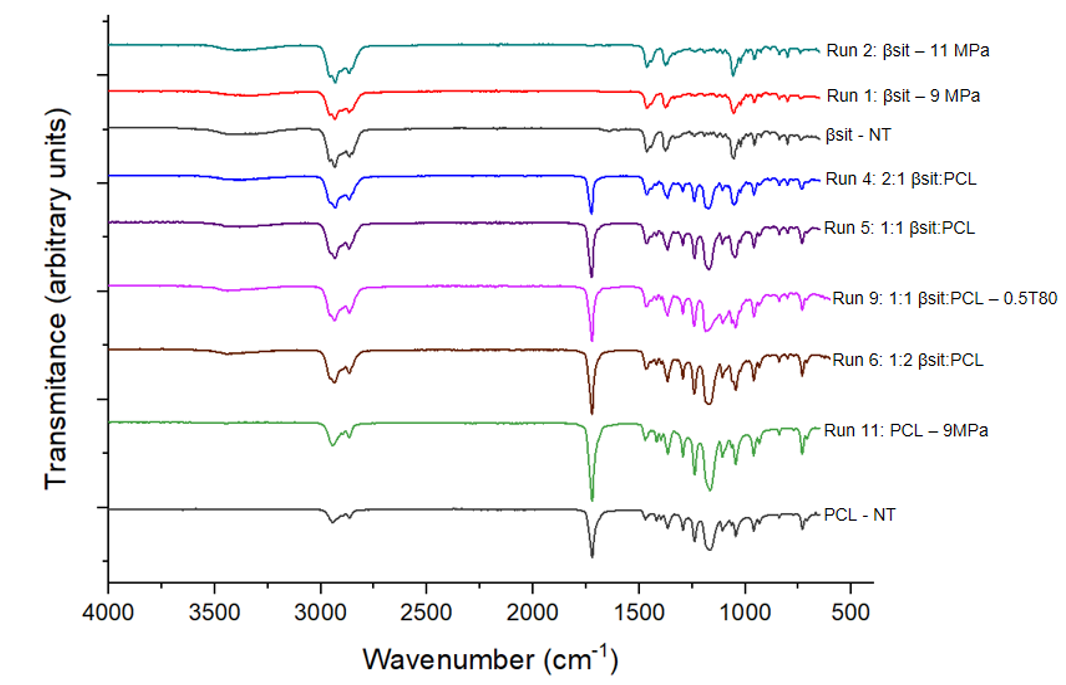 Run 2: βsit – 11 MPa
Run 1: βsit – 9 MPa
βsit - NT
Run 4: 2:1 βsit:PCL
Run 5: 1:1 βsit:PCL
Run 9: 1:1 βsit:PCL – 0.5T80
Run 6: 1:2 βsit:PCL
Run 11: PCL – 9MPa
PCL - NT
Transmitance (arbitrary units)
4000 3500 3000 2500 2000 1500 1000 500
Wavenumber (cm⁻¹)